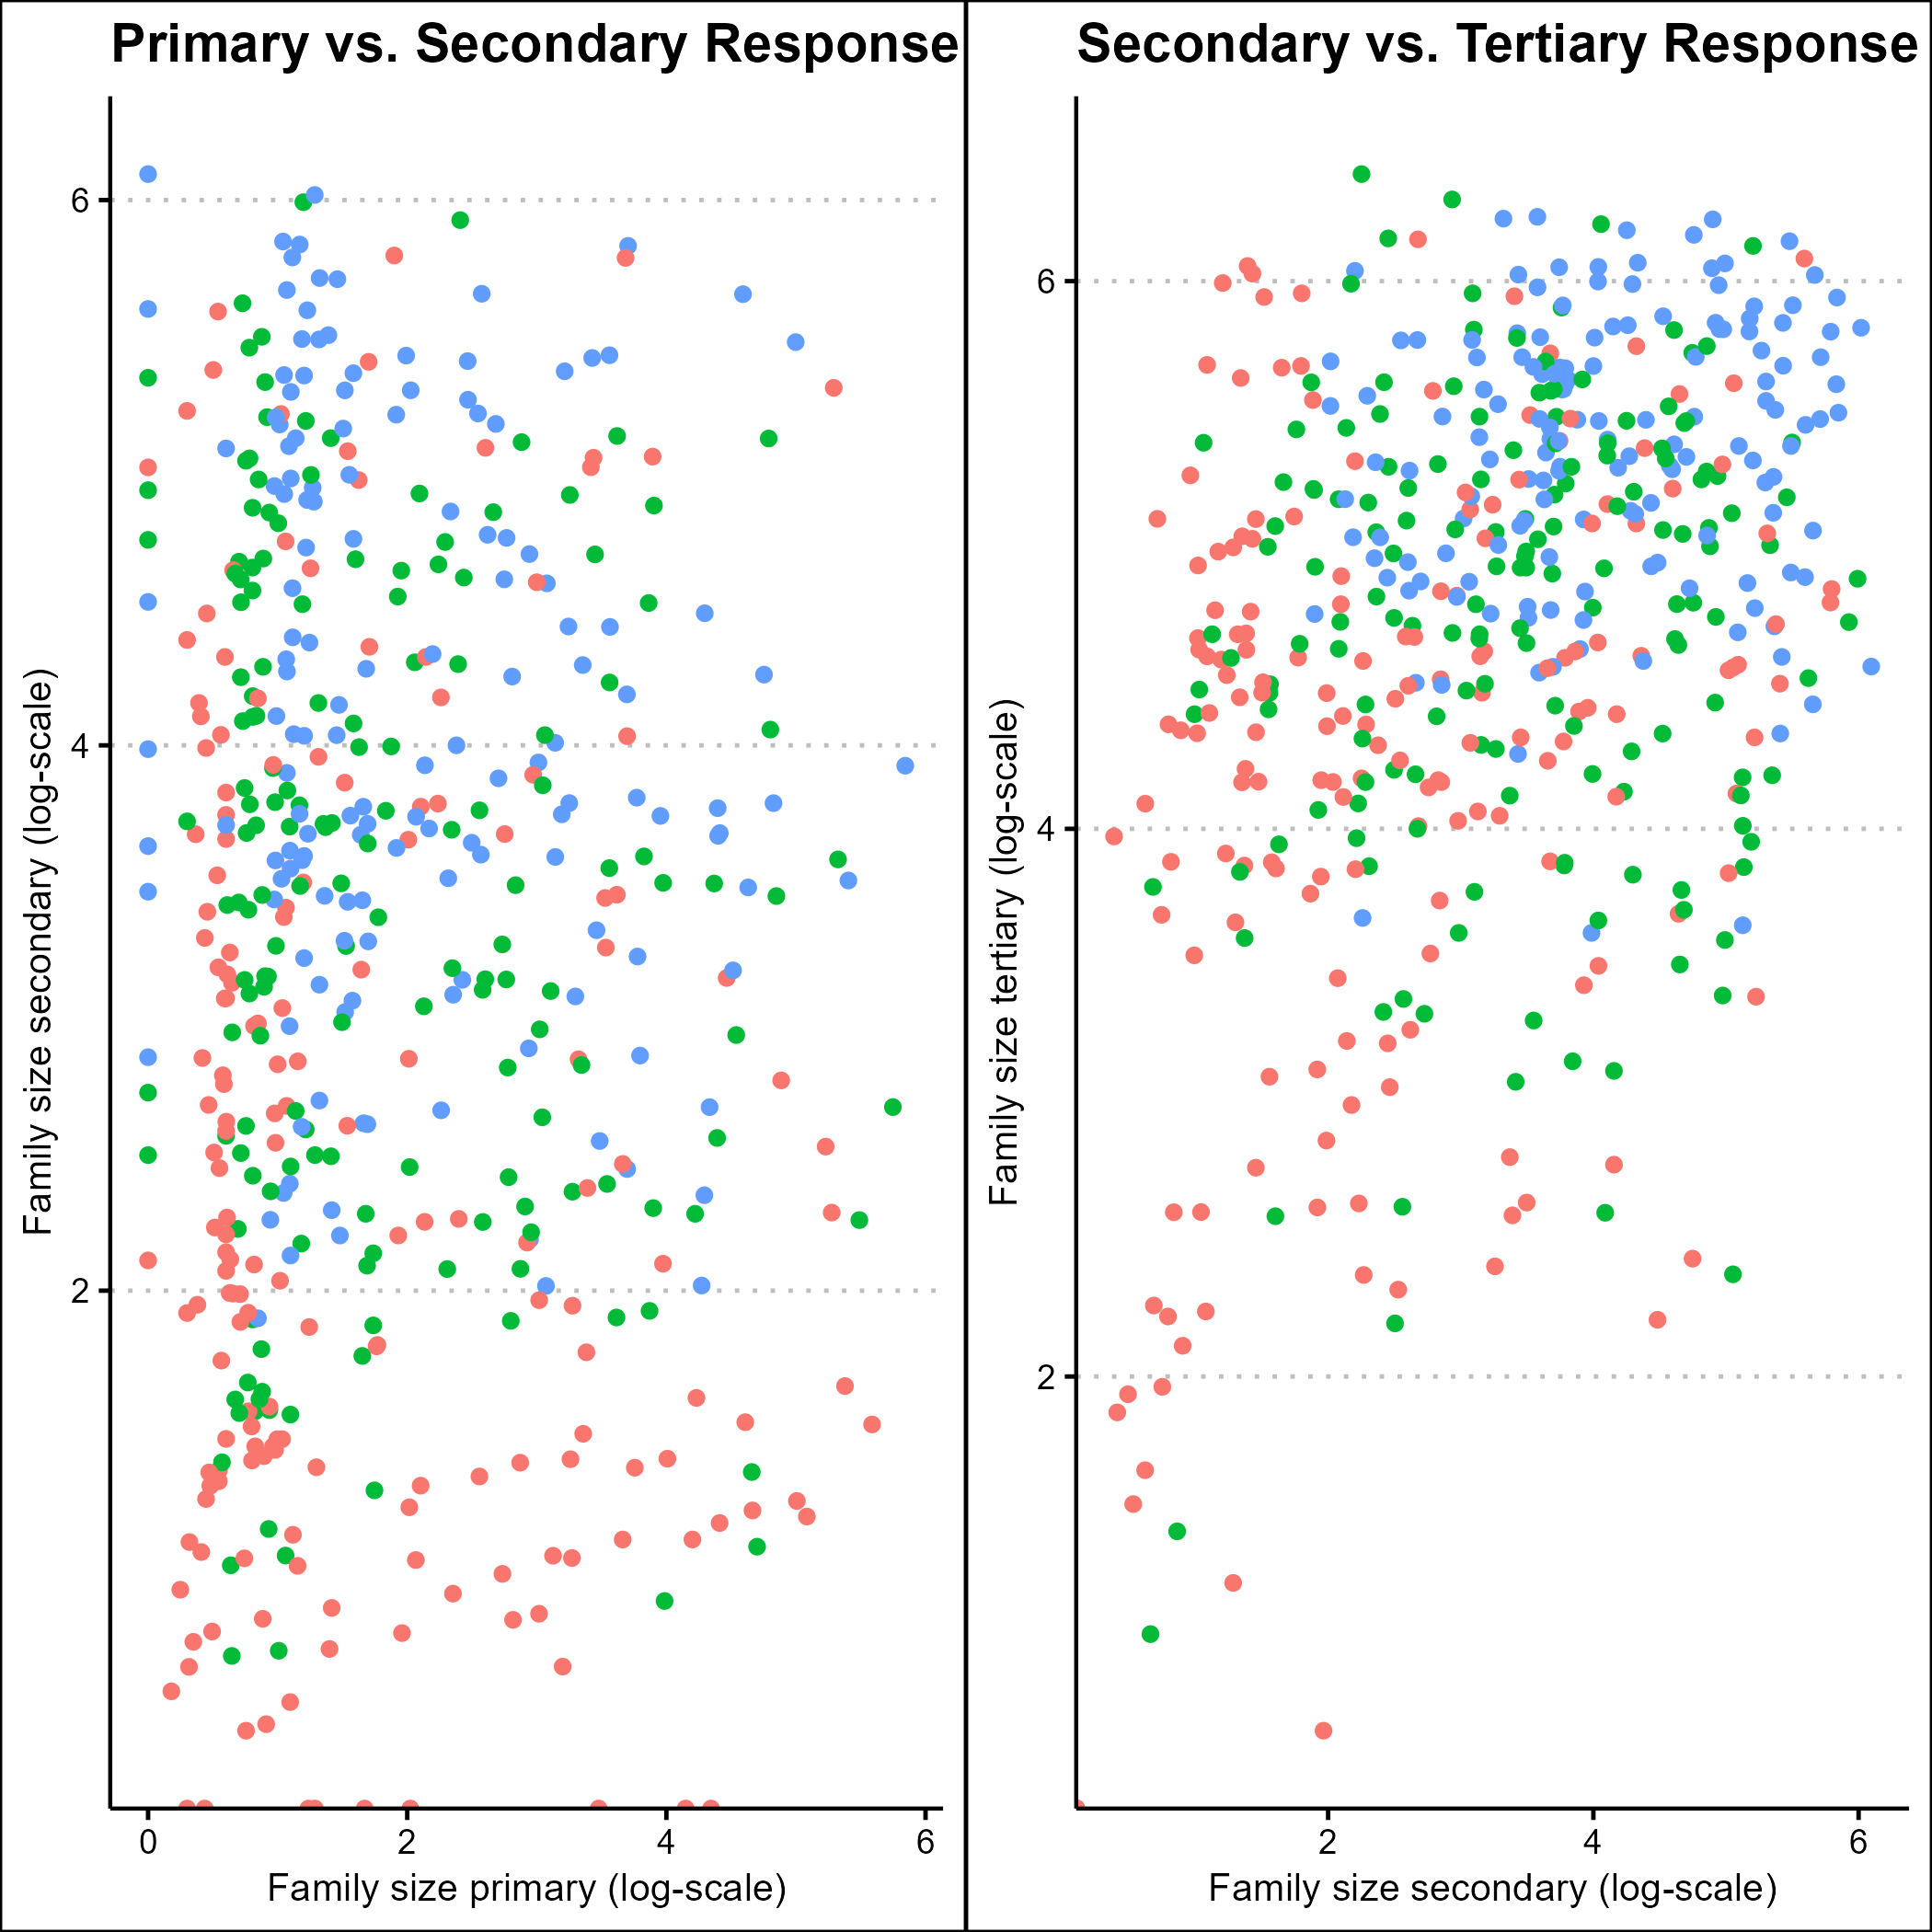 Primary vs. Secondary Response
6
4
2
Family size secondary (log-scale)
0 2 4 6
Family size primary (log-scale)
Secondary vs. Tertiary Response
6
4
2
Family size tertiary (log-scale)
2 4 6
Family size secondary (log-scale)